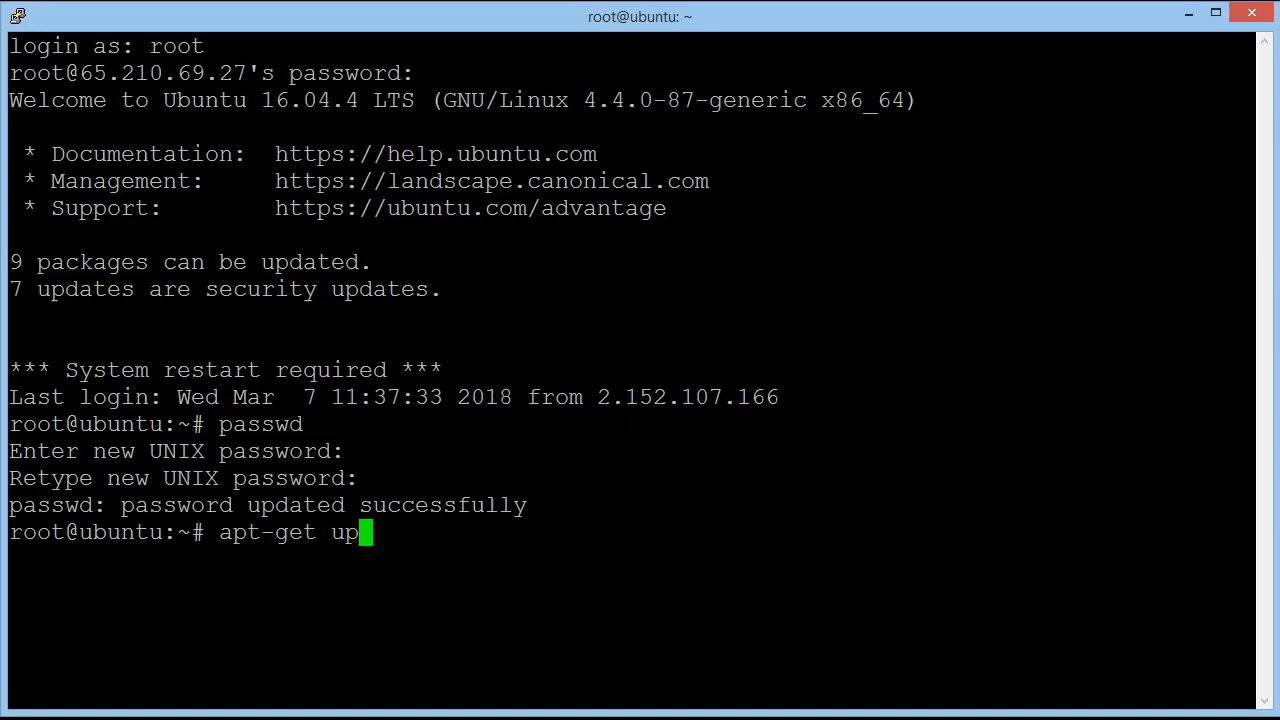 root@ubuntu: ~
login as: root
root@65.210.69.27's password:
Welcome to Ubuntu 16.04.4 LTS (GNU/Linux 4.4.0-87-generic x86_64)
* Documentation:  https://help.ubuntu.com
* Management:     https://landscape.canonical.com
* Support:        https://ubuntu.com/advantage
9 packages can be updated.
7 updates are security updates.
*** System restart required ***
Last login: Wed Mar  7 11:37:33 2018 from 2.152.107.166
root@ubuntu:~# passwd
Enter new UNIX password:
Retype new UNIX password:
passwd: password updated successfully
root@ubuntu:~# apt-get up